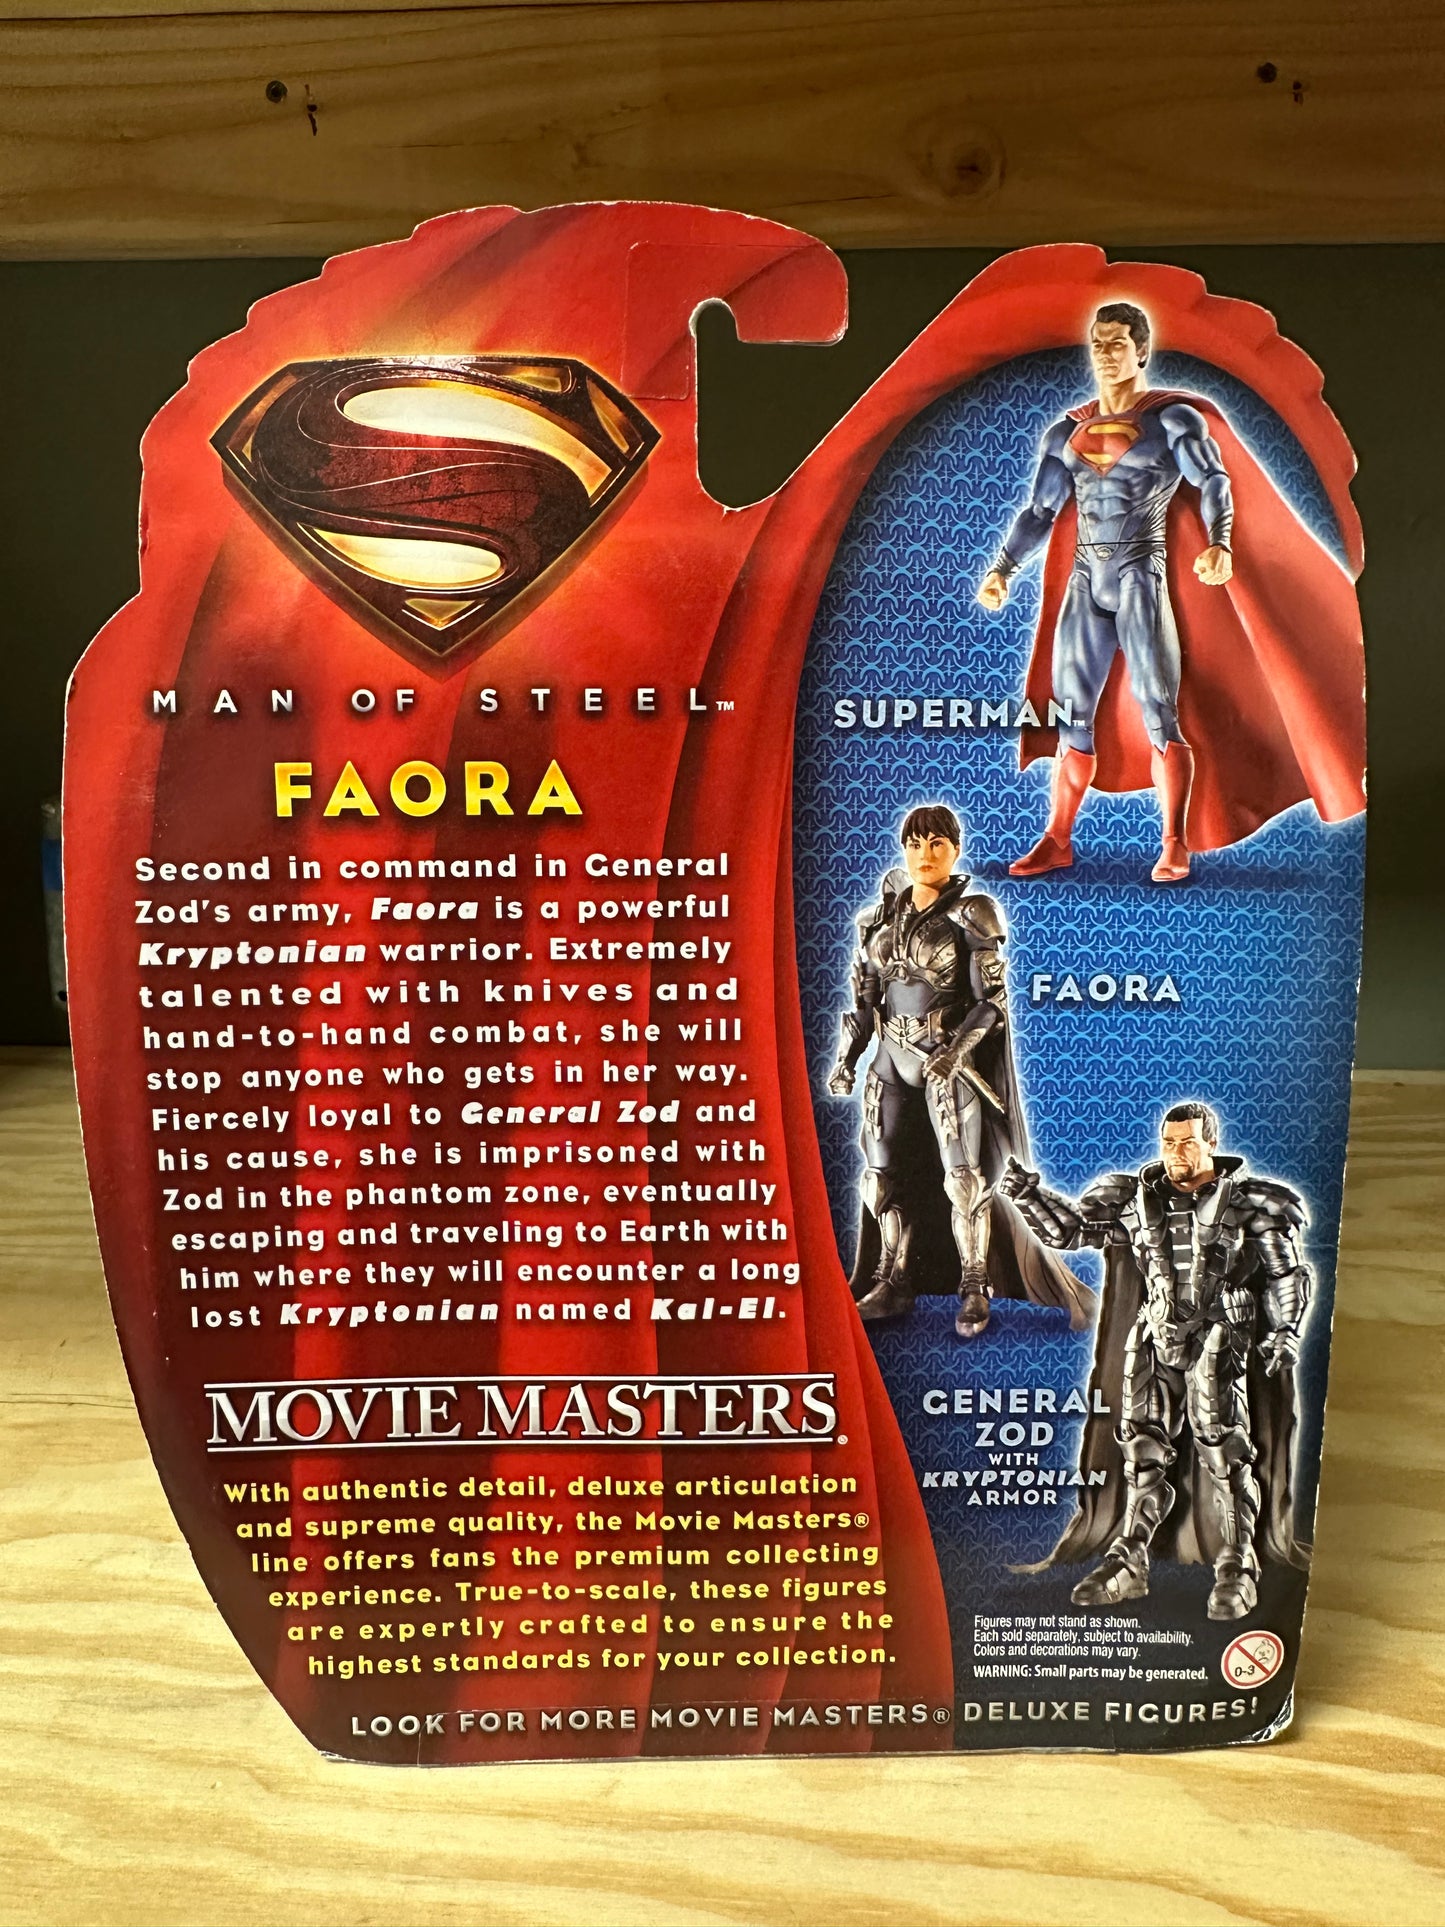 MAN OF STEEL™
FAORA
Second in command in General
Zod's army, Faora is a powerful
Kryptonian warrior. Extremely
talented with knives and
hand-to-hand combat, she will
stop anyone who gets in her way.
Fiercely loyal to General Zod and
his cause, she is imprisoned with
Zod in the phantom zone, eventually
escaping and traveling to Earth with
him where they will encounter a long
lost Kryptonian named Kal-El.
MOVIE MASTERS®
With authentic detail, deluxe articulation
and supreme quality, the Movie Masters®
line offers fans the premium collecting
experience. True-to-scale, these figures
are expertly crafted to ensure the
highest standards for your collection.
SUPERMAN™
FAORA
GENERAL
ZOD
WITH
KRYPTONIAN
ARMOR
Figures may not stand as shown.
Each sold separately, subject to availability.
Colors and decorations may vary.
WARNING: Small parts may be generated.
0-3
LOOK FOR MORE MOVIE MASTERS® DELUXE FIGURES!